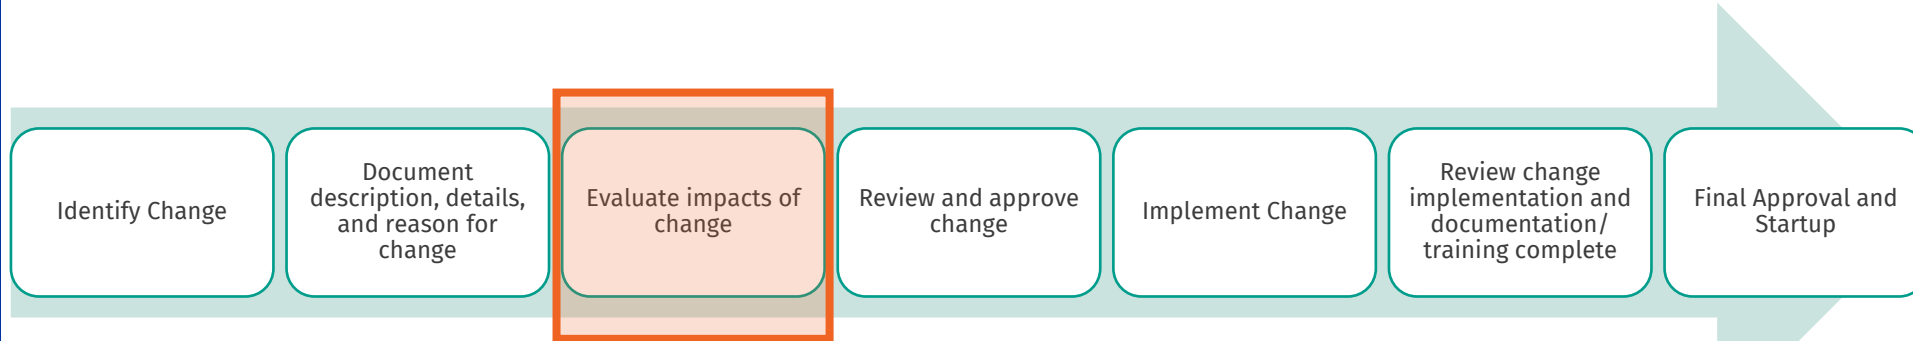 Identify Change
Document
description, details,
and reason for
change
Evaluate impacts of
change
Review and approve
change
Implement Change
Review change
implementation and
documentation/
training complete
Final Approval and
Startup